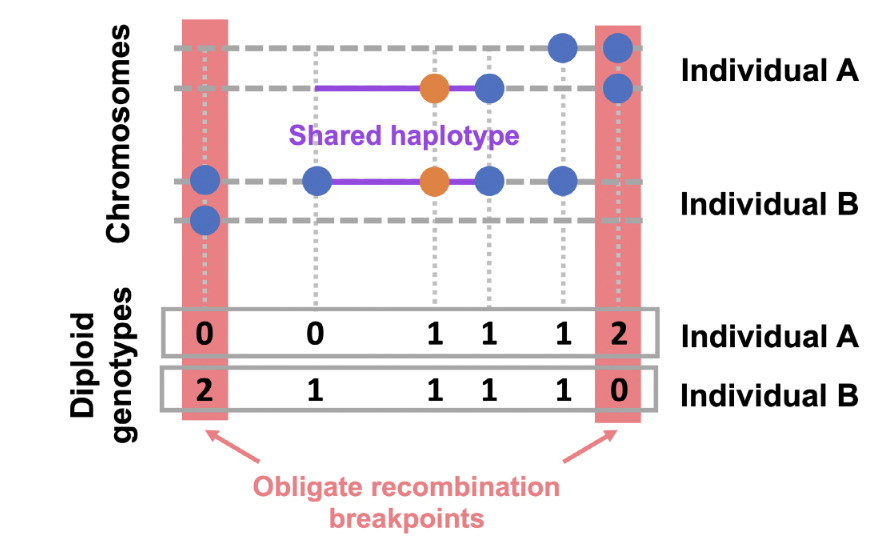 Chromosomes
Individual A
Shared haplotype
Individual B
Diploid
genotypes
0 0 1 1 1 2
Individual A
2 1 1 1 1 0
Individual B
Obligate recombination
breakpoints